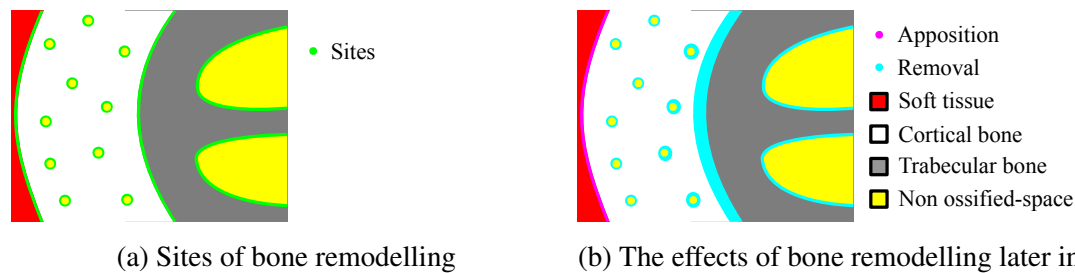 Sites
Apposition
Removal
Soft tissue
Cortical bone
Trabecular bone
Non ossified-space
(a) Sites of bone remodelling
(b) The effects of bone remodelling later in